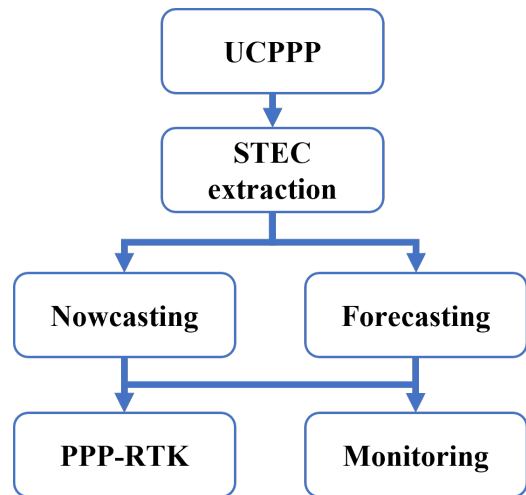 UCPPP
STEC
extraction
Nowcasting
Forecasting
PPP-RTK
Monitoring